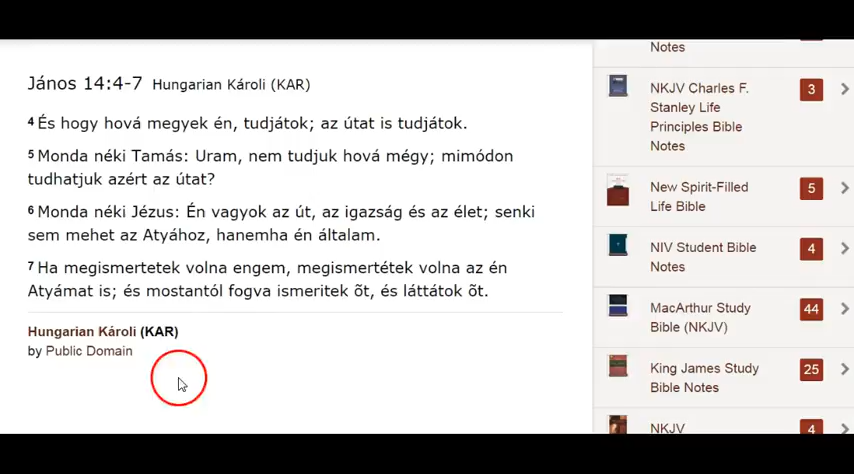 János 14:4-7 Hungarian Károli (KAR)
4 És hogy hová megyek én, tudjátok; az útat is tudjátok.
5 Monda néki Tamás: Uram, nem tudjuk hová mégy; mimódon
tudhatjuk azért az útat?
6 Monda néki Jézus: Én vagyok az út, az igazság és az élet; senki
sem mehet az Atyához, hanemha én általam.
7 Ha megismertetek volna engem, megismertétek volna az én
Atyámat is; és mostantól fogva ismeritek õt, és láttátok õt.
Hungarian Károli (KAR)
by Public Domain
Notes
NKJV Charles F.
Stanley Life
Principles Bible
Notes
3
New Spirit-Filled
Life Bible
5
NIV Student Bible
Notes
4
MacArthur Study
Bible (NKJV)
44
King James Study
Bible Notes
25
NKJV
4